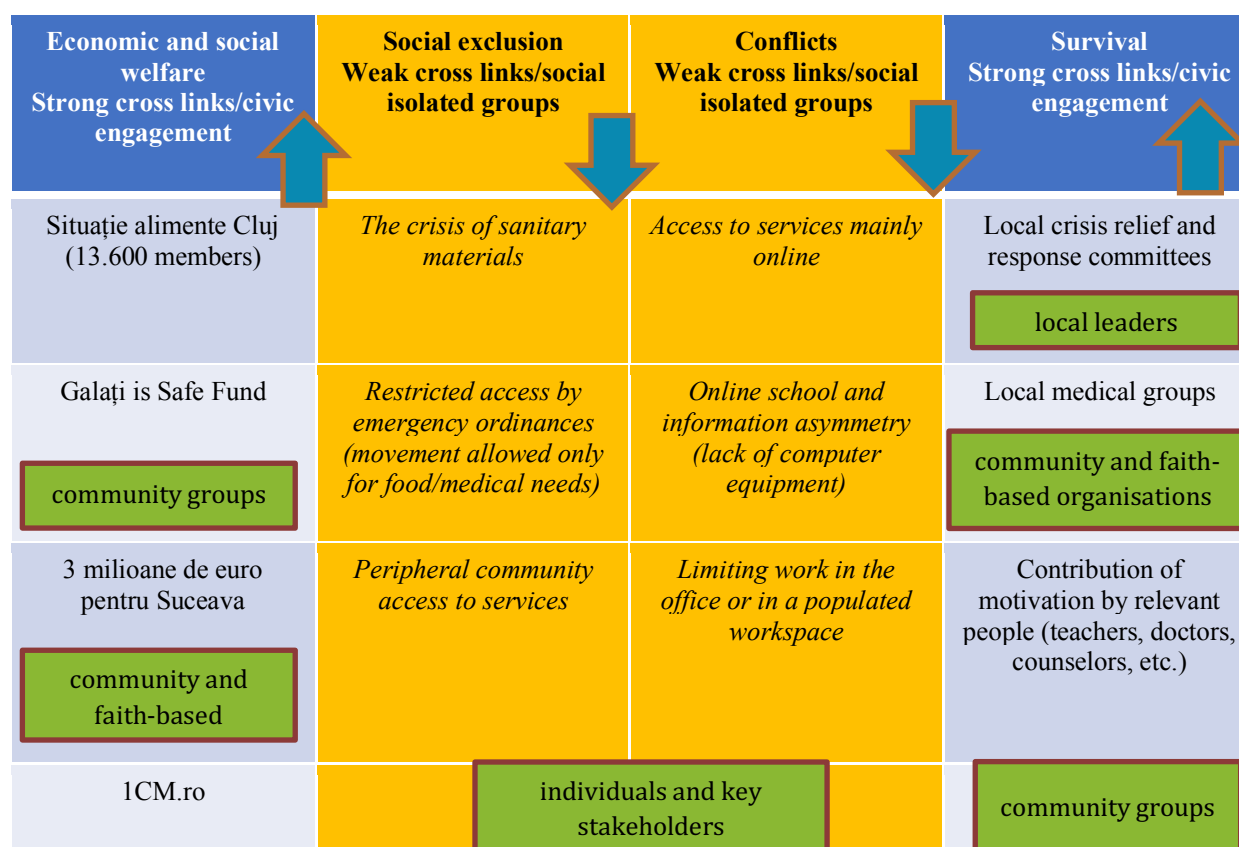 Economic and social
welfare
Strong cross links/civic
engagement
Social exclusion
Weak cross links/social
isolated groups
Conflicts
Weak cross links/social
isolated groups
Survival
Strong cross links/civic
engagement
Situație alimente Cluj
(13.600 members)
The crisis of sanitary
materials
Access to services mainly
online
Local crisis relief and
response committees
local leaders
Galați is Safe Fund
community groups
Restricted access by
emergency ordinances
(movement allowed only
for food/medical needs)
Online school and
information asymmetry
(lack of computer
equipment)
Local medical groups
community and faith-
based organisations
3 milioane de euro
pentru Suceava
community and
faith-based
Peripheral community
access to services
Limiting work in the
office or in a populated
workspace
Contribution of
motivation by relevant
people (teachers, doctors,
counselors, etc.)
1CM.ro
individuals and key
stakeholders
community groups